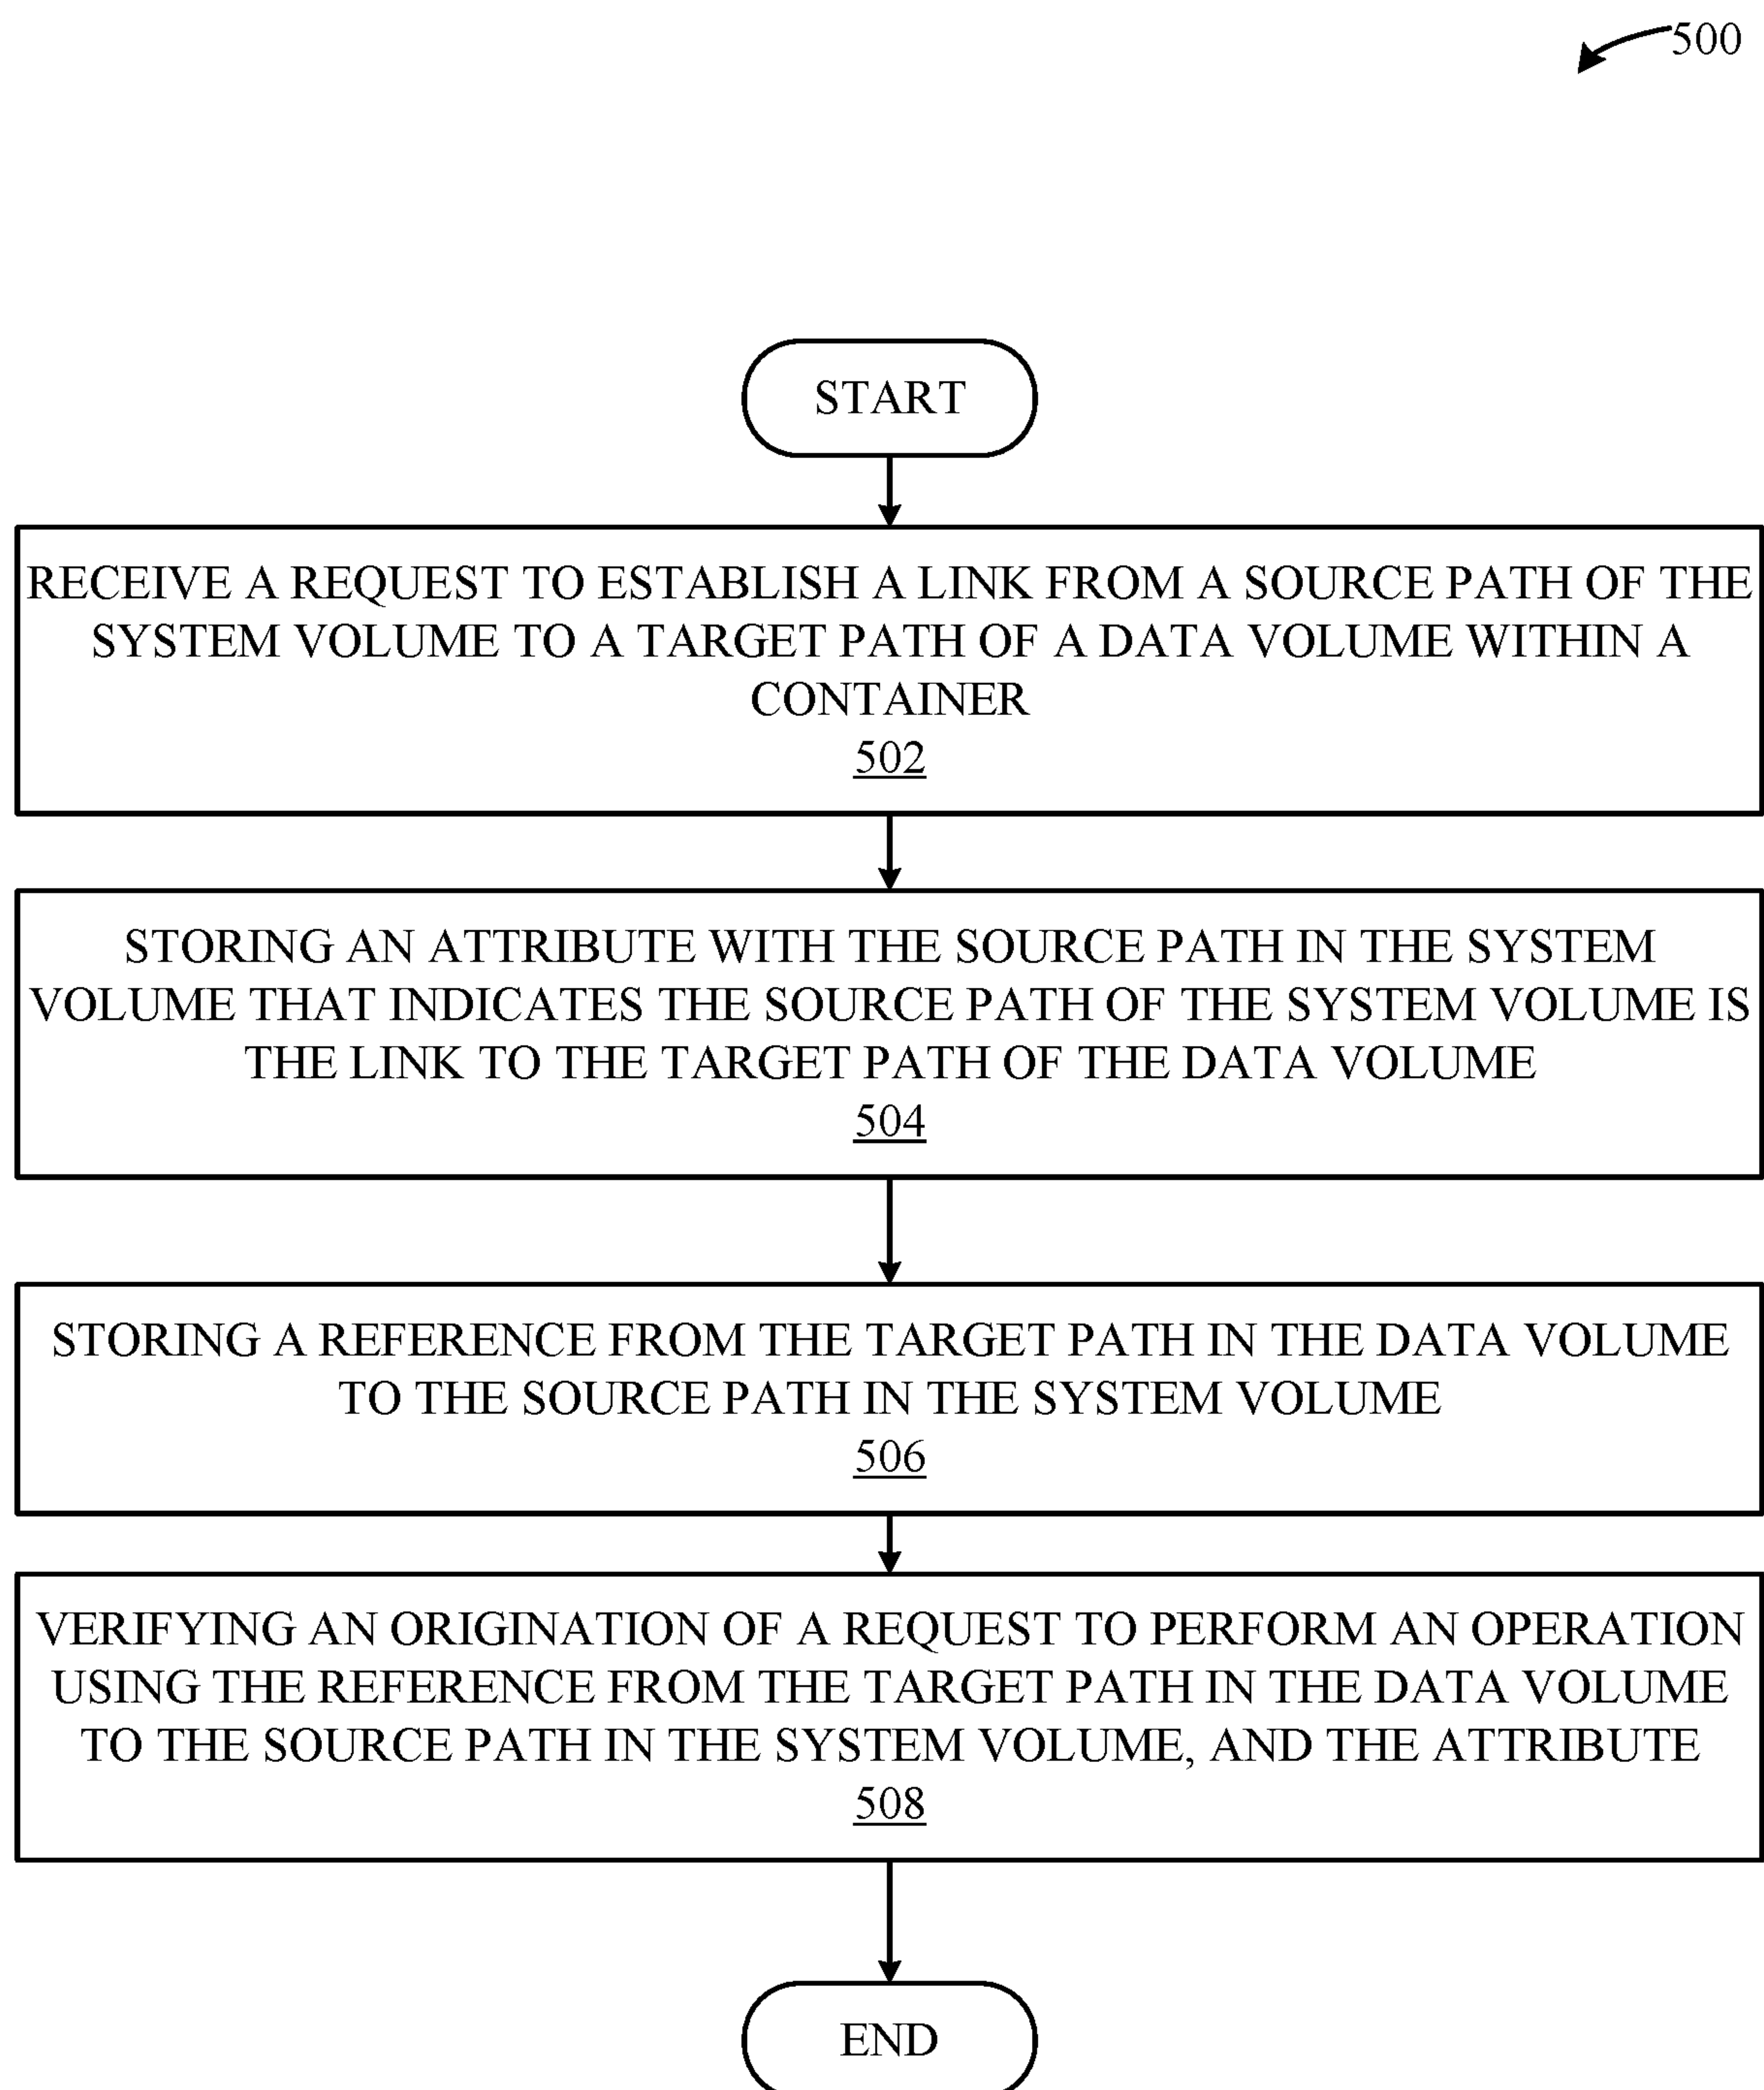 500
START
RECEIVE A REQUEST TO ESTABLISH A LINK FROM A SOURCE PATH OF THE
SYSTEM VOLUME TO A TARGET PATH OF A DATA VOLUME WITHIN A
CONTAINER
502
STORING AN ATTRIBUTE WITH THE SOURCE PATH IN THE SYSTEM
VOLUME THAT INDICATES THE SOURCE PATH OF THE SYSTEM VOLUME IS
THE LINK TO THE TARGET PATH OF THE DATA VOLUME
504
STORING A REFERENCE FROM THE TARGET PATH IN THE DATA VOLUME
TO THE SOURCE PATH IN THE SYSTEM VOLUME
506
VERIFYING AN ORIGINATION OF A REQUEST TO PERFORM AN OPERATION
USING THE REFERENCE FROM THE TARGET PATH IN THE DATA VOLUME
TO THE SOURCE PATH IN THE SYSTEM VOLUME, AND THE ATTRIBUTE
508
END